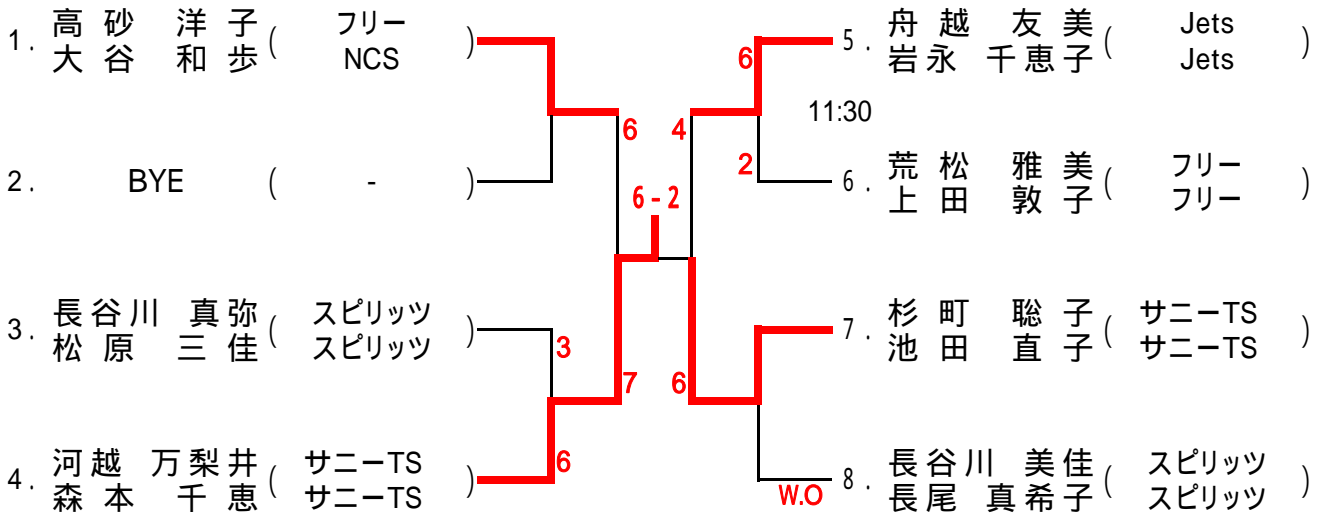 1. 高砂 洋子 ( フリー )
大谷 和歩 NCS
2. BYE ( - )
3. 長谷川 真弥 ( スピリッツ )
松原 三佳 スピリッツ
4. 河越 万梨井 ( サニーTS )
森本 千恵 サニーTS
6
3
6
7
6 - 2
4
6
6
2
11:30
W.O
5. 舟越 友美 ( Jets )
岩永 千恵子 Jets
6. 荒松 雅美 ( フリー )
上田 敦子 フリー
7. 杉町 聡子 ( サニーTS )
池田 直子 サニーTS
8. 長谷川 美佳 ( スピリッツ )
長尾 真希子 スピリッツ